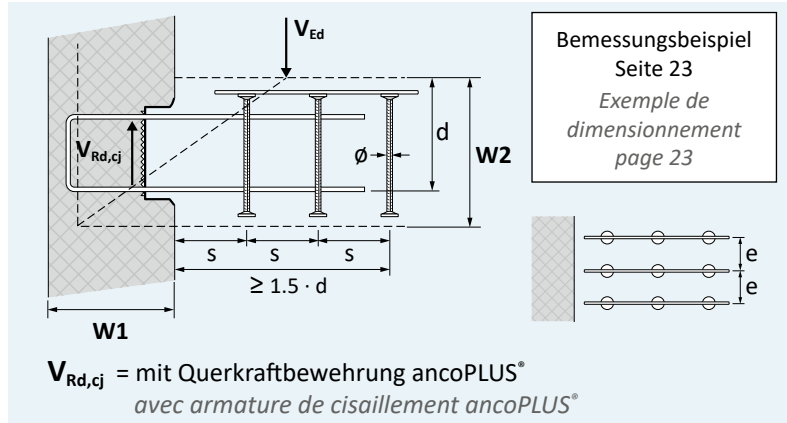 V_Ed
Bemessungsbeispiel
Seite 23
Exemple de
dimensionnement
page 23
V_Rd,cj
ø
d
W2
s s s
≥ 1.5 · d
W1
e
e
V_Rd,cj = mit Querkraftbewehrung ancoPLUS®
avec armature de cisaillement ancoPLUS®